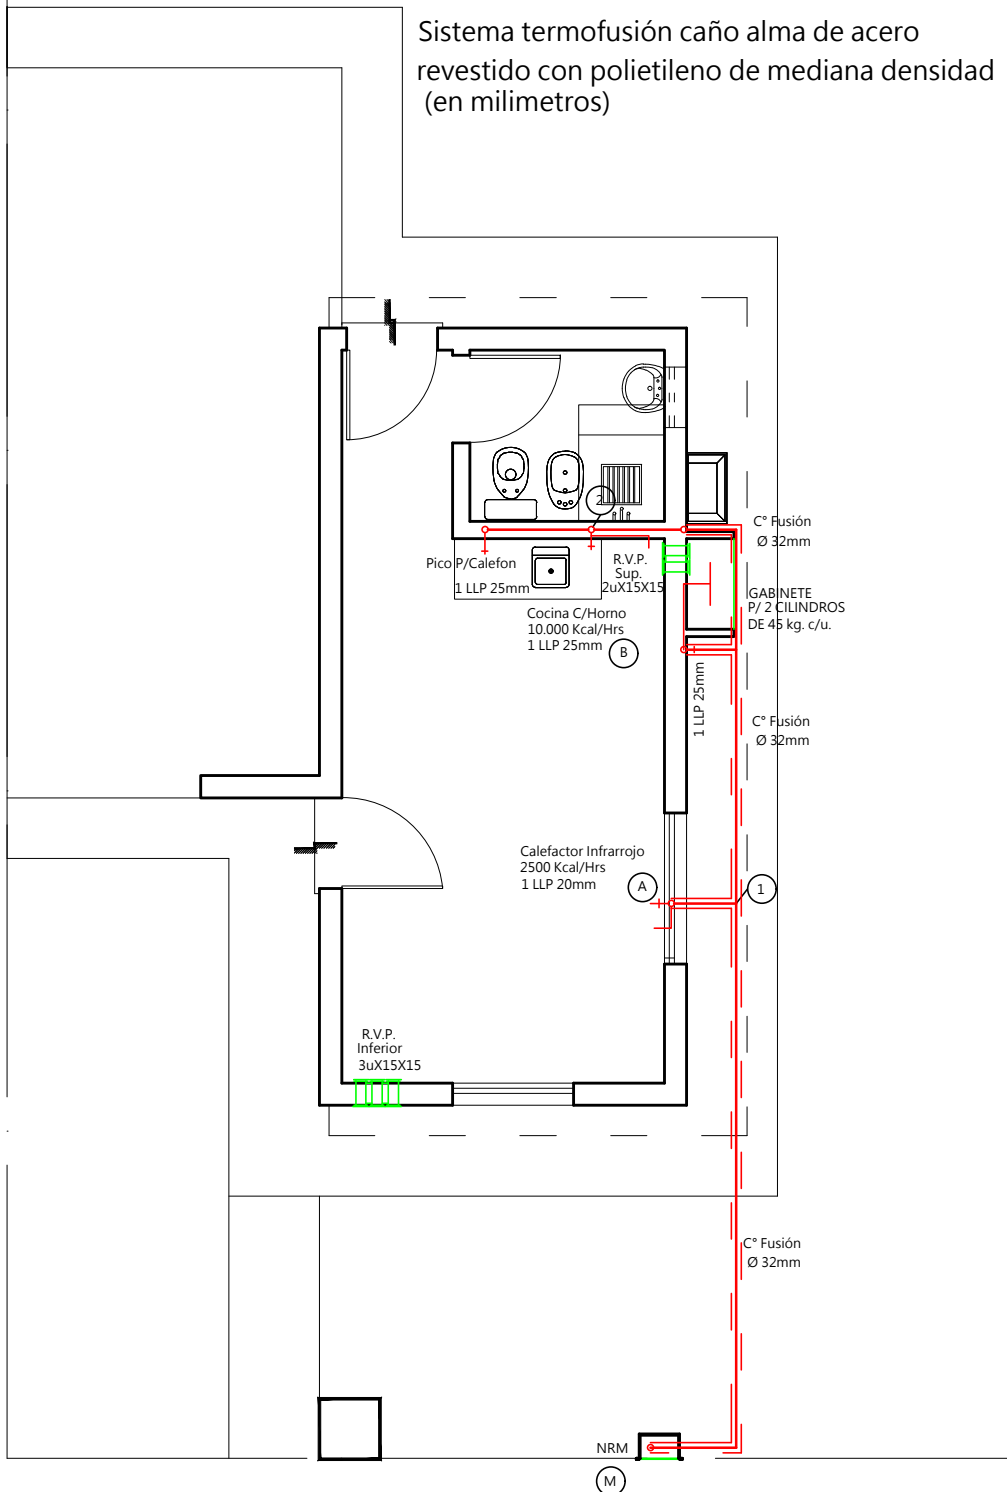 Sistema termofusión caño alma de acero
revestido con polietileno de mediana densidad
(en milimetros)
2
C° Fusión
Ø 32mm
Pico P/Calefon
1 LLP 25mm
R.V.P.
Sup.
2uX15X15
GABINETE
P/ 2 CILINDROS
DE 45 kg. c/u.
Cocina C/Horno
10.000 Kcal/Hrs
1 LLP 25mm
B
1 LLP 25mm
C° Fusión
Ø 32mm
Calefactor Infrarrojo
2500 Kcal/Hrs
1 LLP 20mm
A
1
R.V.P.
Inferior
3uX15X15
C° Fusión
Ø 32mm
NRM
M